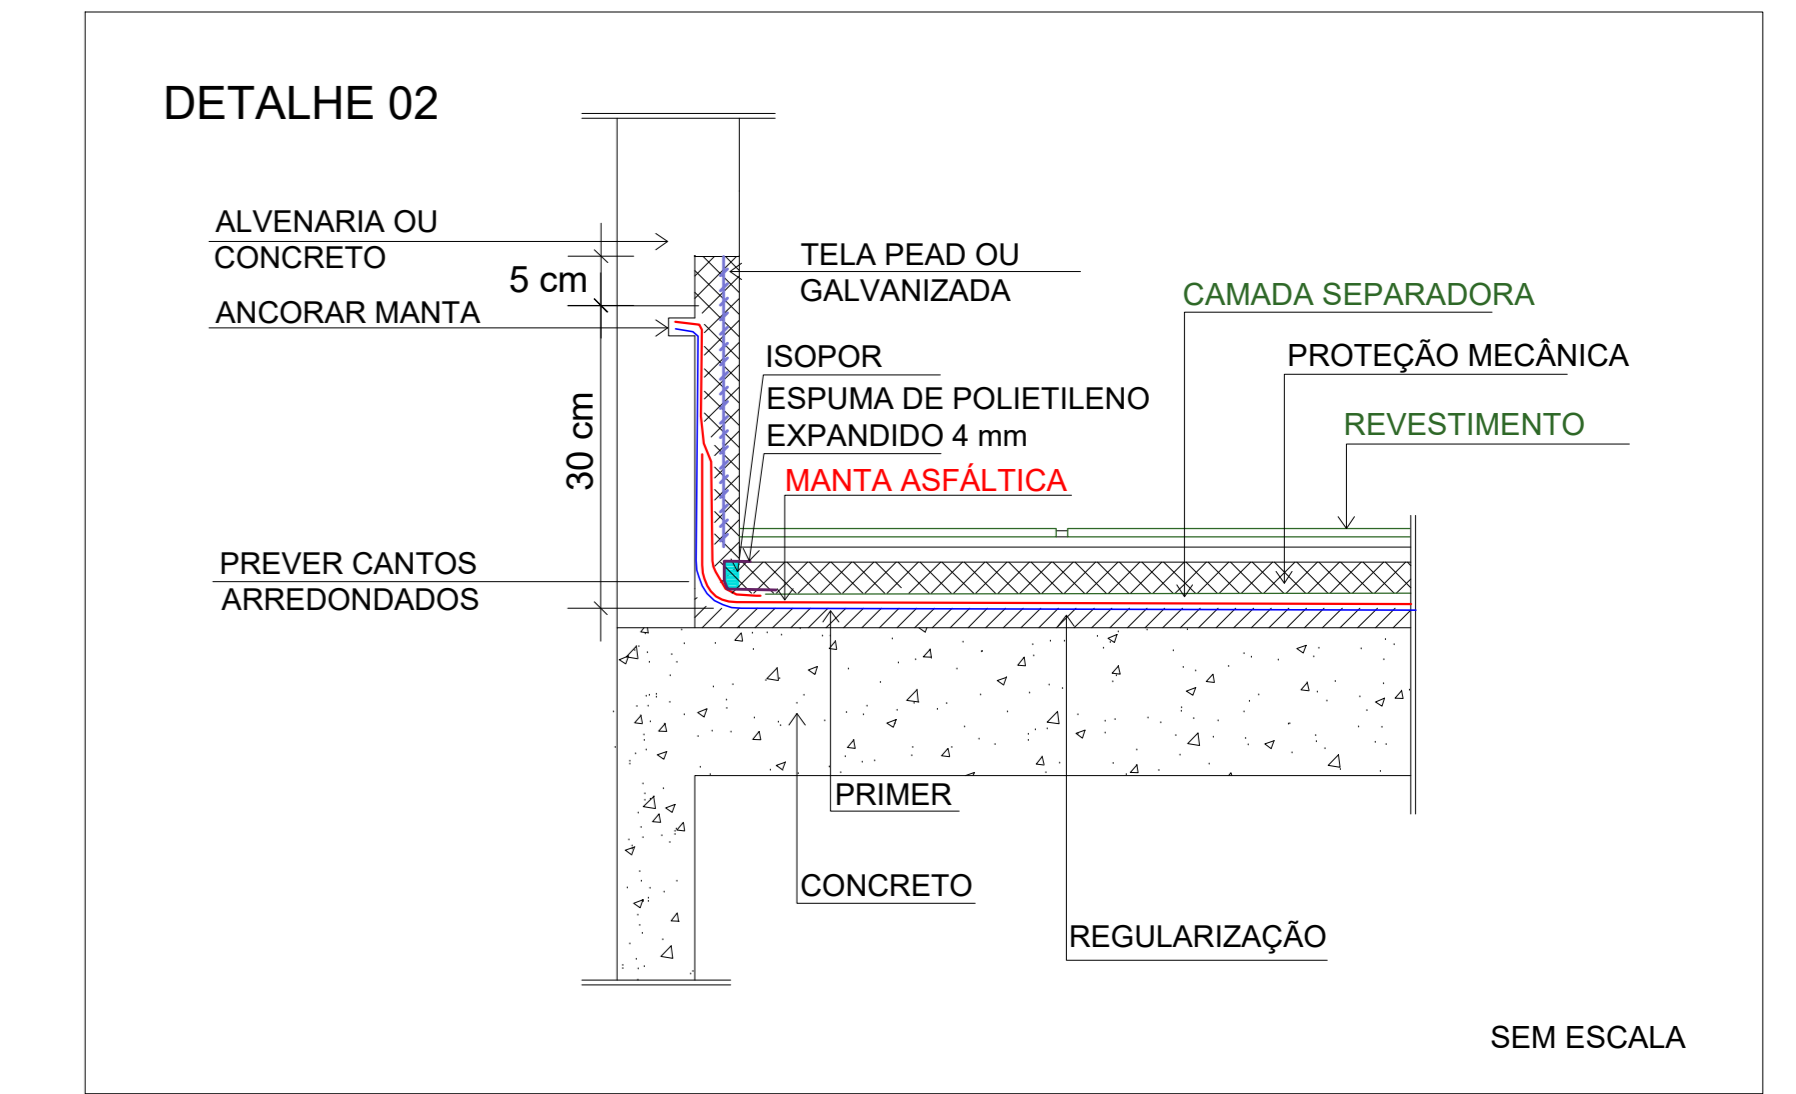 DETALHE 02
ALVENARIA OU
CONCRETO
5 cm
ANCORAR MANTA
30 cm
PREVER CANTOS
ARREDONDADOS
TELA PEAD OU
GALVANIZADA
ISOPOR
ESPUMA DE POLIETILENO
EXPANDIDO 4 mm
MANTA ASFÁLTICA
CAMADA SEPARADORA
PROTEÇÃO MECÂNICA
REVESTIMENTO
PRIMER
CONCRETO
REGULARIZAÇÃO
SEM ESCALA